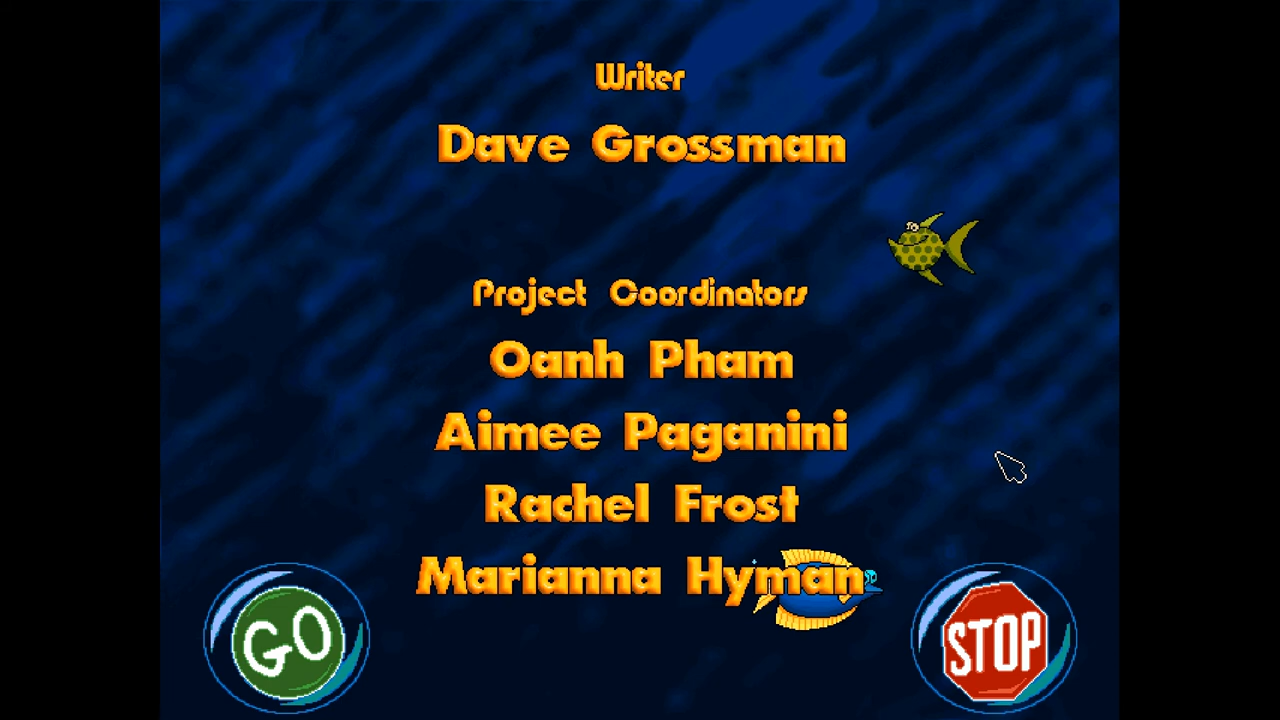 Writer
Dave Grossman
Project Coordinators
Oanh Pham
Aimee Paganini
Rachel Frost
Marianna Hyman
GO
STOP